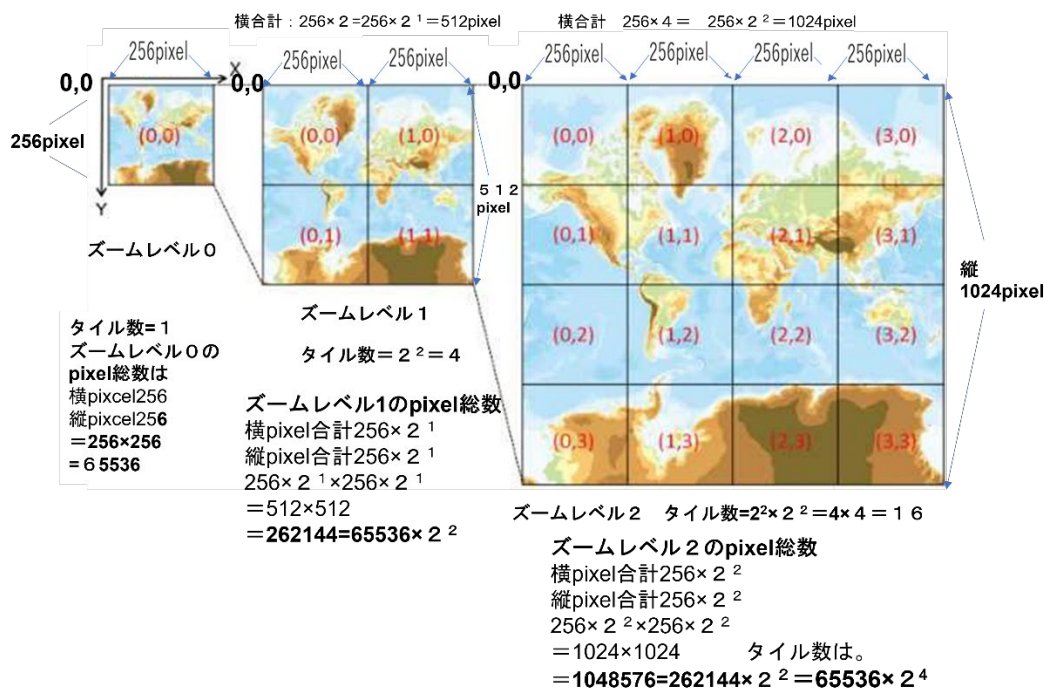 横合計：256×２=256×２¹＝512pixel
横合計　256×４＝　256×２²＝1024pixel
256pixel
256pixel
256pixel
256pixel
256pixel
256pixel
256pixel
0,0
X
0,0
0,0
256pixel
Y
(0,0)
(0,0)
(1,0)
(0,1)
(1,1)
５１２
pixel
(0,0)
(1,0)
(2,0)
(3,0)
(0,1)
(1,1)
(2,1)
(3,1)
(0,2)
(1,2)
(2,2)
(3,2)
(0,3)
(1,3)
(2,3)
(3,3)
縦
1024pixel
ズームレベル０
タイル数=１
ズームレベル０の
pixel総数は
横pixcel256
縦pixcel256
＝256×256
=６5536
ズームレベル１
タイル数＝２²＝４
ズームレベル1のpixel総数
横pixel合計256×２¹
縦pixel合計256×２¹
256×２¹×256×２¹
＝512×512
＝262144=65536×２²
ズームレベル２　タイル数=2²×２²＝4×４＝１６
ズームレベル２のpixel総数
横pixel合計256×２²
縦pixel合計256×２²
256×２²×256×２²
＝1024×1024　　タイル数は。
＝1048576=262144×２²＝65536×２⁴